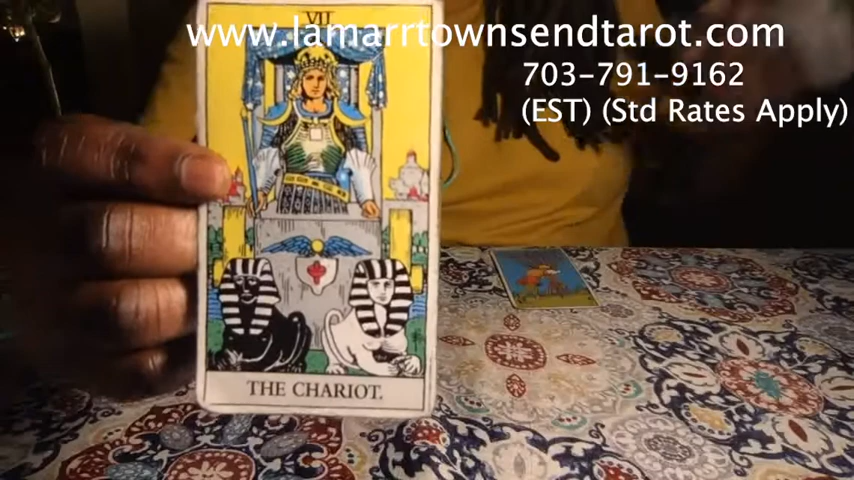 www.lamarrtownsendtarot.com
703-791-9162
(EST) (Std Rates Apply)
VII
THE CHARIOT.